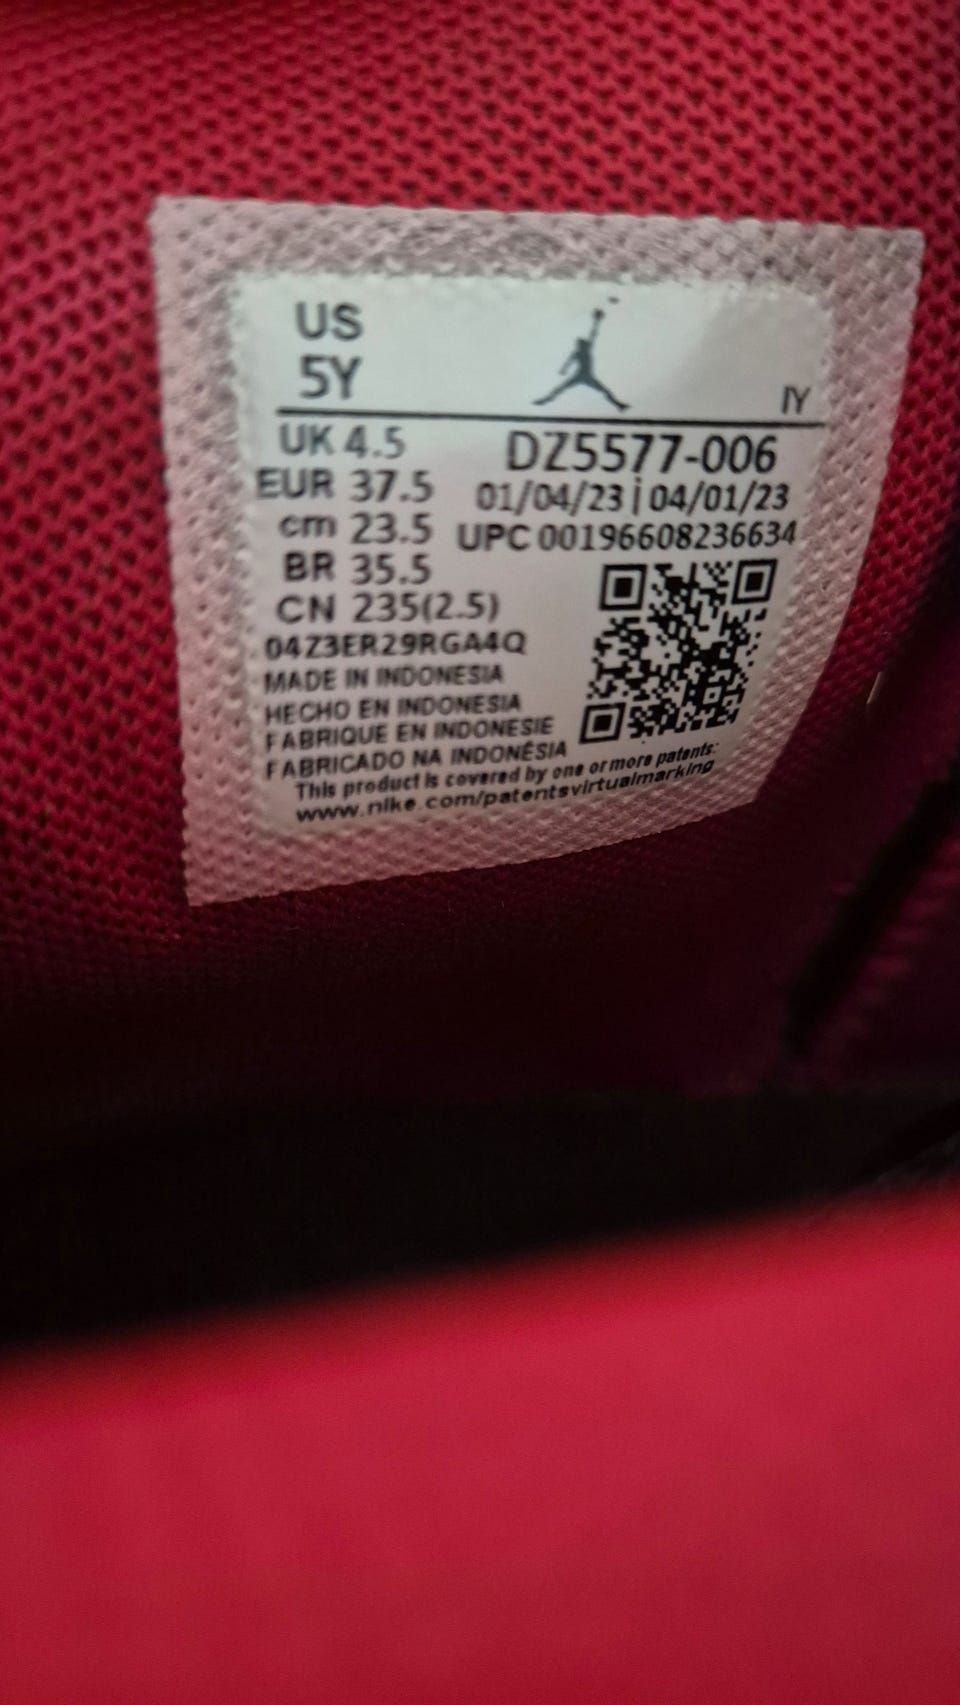 US
5Y
IY
UK 4.5
EUR 37.5
cm 23.5
BR 35.5
CN 235(2.5)
DZ5577-006
01/04/23 | 04/01/23
UPC 00196608236634
04Z3ER29RGA4Q
MADE IN INDONESIA
HECHO EN INDONESIA
FABRIQUE EN INDONESIE
FABRICADO NA INDONÉSIA
This product is covered by one or more patents:
www.nike.com/patentsvirtualmarking